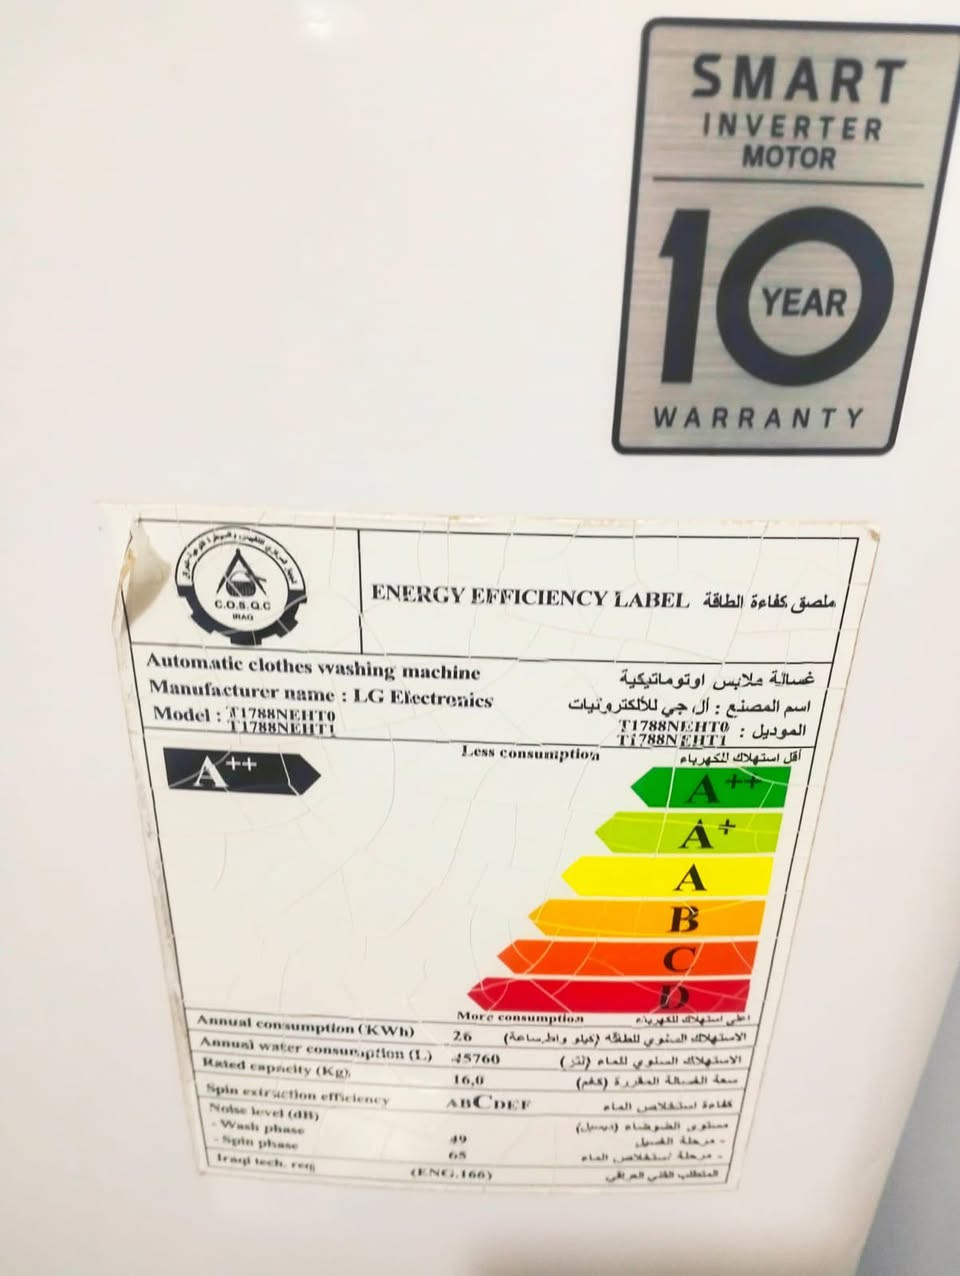 SMART
INVERTER
MOTOR
10
YEAR
WARRANTY
C.O.S.Q.C
IRAQ
ENERGY EFFICIENCY LABEL ملصق كفاءة الطاقة
Automatic clothes washing machine غسالة ملابس اوتوماتيكية
Manufacturer name : LG Electronics اسم المصنع : أل جي للألكترونيات
Model : T1788NEHT0 الموديل : T1788NEHT0
T1788NEHT1 T1788NEHT1
Less consumption أقل استهلاك للكهرباء
A++ A++
A+
A
B
C
D
More consumption اعلى استهلاك للكهرباء
Annual consumption (KWh) 26 الاستهلاك السنوي للطاقة (كيلو واط.ساعة)
Annual water consumption (L) 45760 الاستهلاك السنوي للماء (لتر)
Rated capacity (Kg) 16,0 سعة الغسالة المقررة (كغم)
Spin extraction efficiency ABCDEF كفاءة استخلاص الماء
Noise level (dB) مستوى الضوضاء (ديسبل)
- Wash phase 49 - مرحلة الغسيل
- Spin phase 65 - مرحلة استخلاص الماء
Iraqi tech. req (ENG.166) المتطلب الفني العراقي